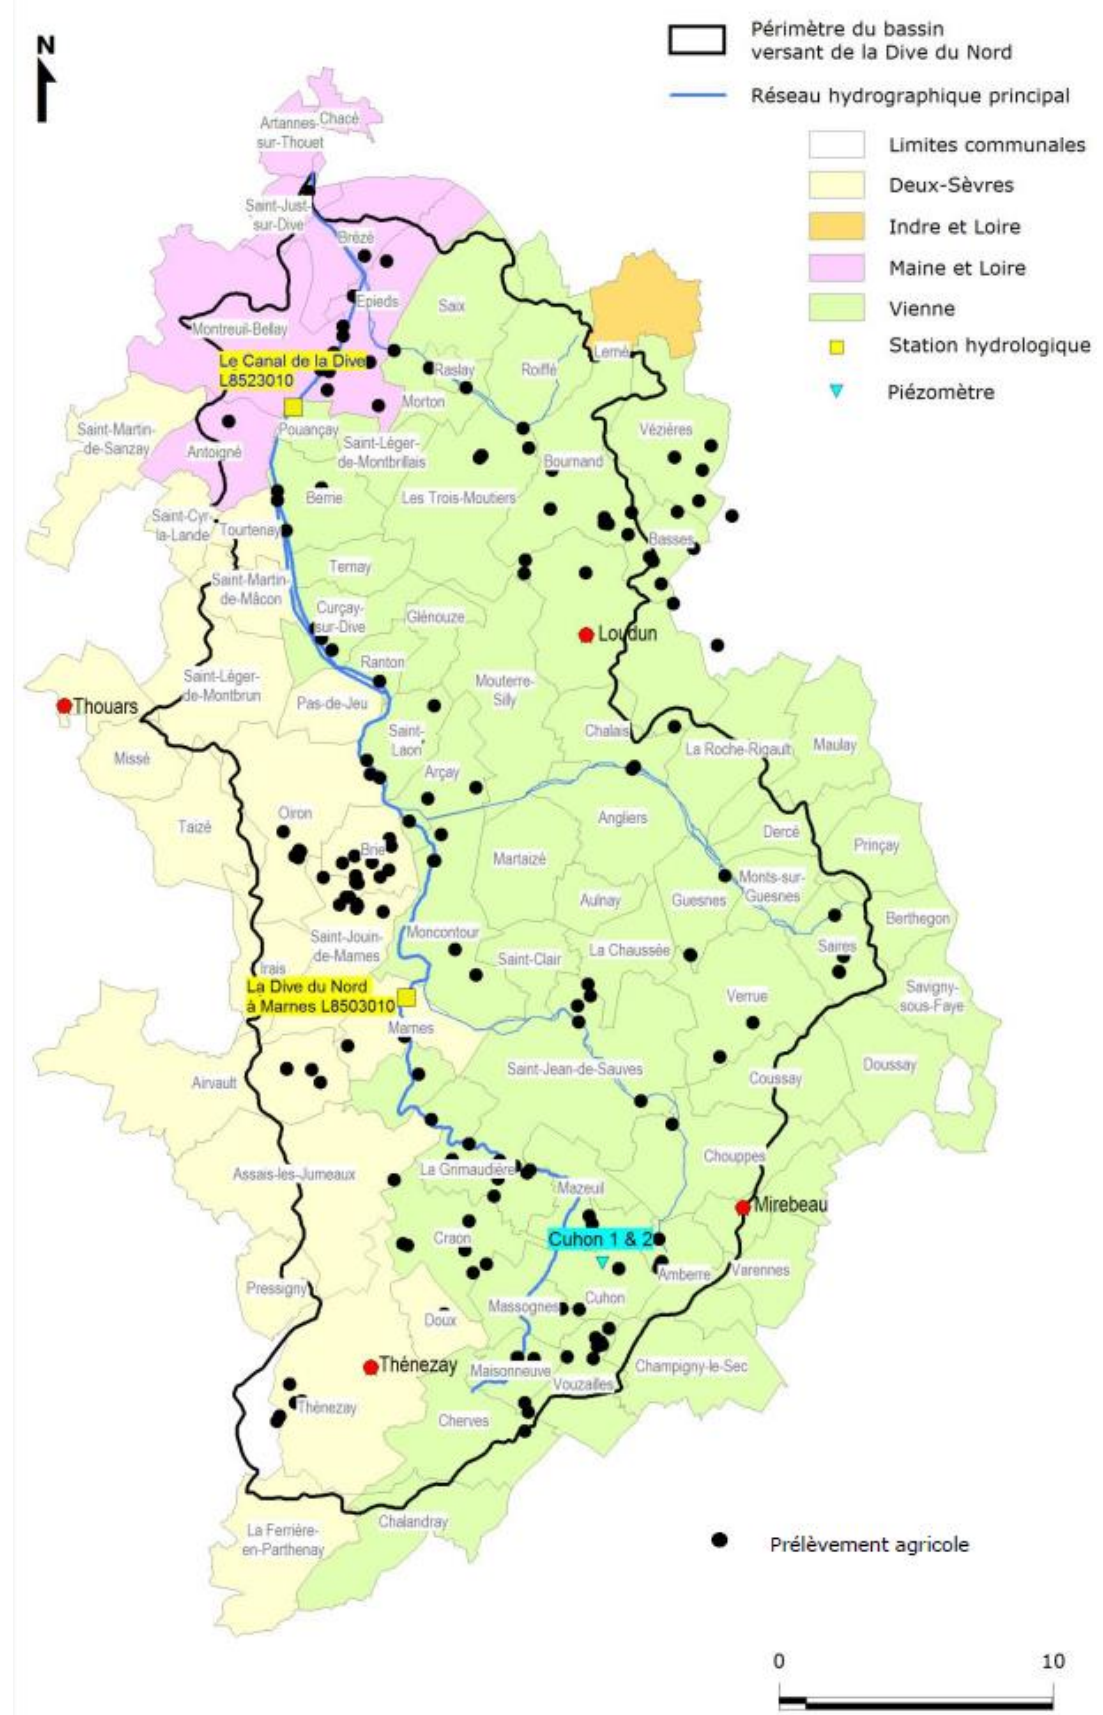 N
Périmètre du bassin
versant de la Dive du Nord
Réseau hydrographique principal
Limites communales
Deux-Sèvres
Indre et Loire
Maine et Loire
Vienne
Station hydrologique
Piézomètre
Artannes-
sur-Thouet
Chacé
Saint-Just-
sur-Dive
Brézé
Epieds
Saix
Montreuil-Bellay
Lerné
Le Canal de la Dive
L8523010
Raslay
Roiffé
Morton
Saint-Martin-
de-Sanzay
Pouançay
Vézières
Antoigné
Saint-Léger-
de-Montbrillais
Bournand
Berrie
Les Trois-Moutiers
Saint-Cyr-
la-Lande
Tourtenay
Basses
Ternay
Saint-Martin-
de-Mâcon
Curçay-
sur-Dive
Glénouze
Loudun
Ranton
Saint-Léger-
de-Montbrun
Mouterre-
Silly
Pas-de-Jeu
Thouars
Saint-
Laon
Chalais
La Roche-Rigault
Maulay
Missé
Arçay
Oiron
Angliers
Taizé
Dercé
Brie
Prinçay
Martaizé
Monts-sur-
Guesnes
Aulnay
Guesnes
Berthegon
Saint-Jouin-
de-Marnes
Moncontour
Saint-Clair
La Chaussée
Saires
Irais
La Dive du Nord
à Marnes L8503010
Verrue
Savigny-
sous-Faye
Marnes
Airvault
Saint-Jean-de-Sauves
Coussay
Doussay
Chouppes
Assais-les-Jumeaux
La Grimaudière
Mazeuil
Mirebeau
Craon
Cuhon 1 & 2
Amberre
Varennes
Pressigny
Cuhon
Massognes
Doux
Thénezay
Maisonneuve
Champigny-le-Sec
Vouzailles
Thénezay
Cherves
La Ferrière-
en-Parthenay
Chalandray
Prélèvement agricole
0
10